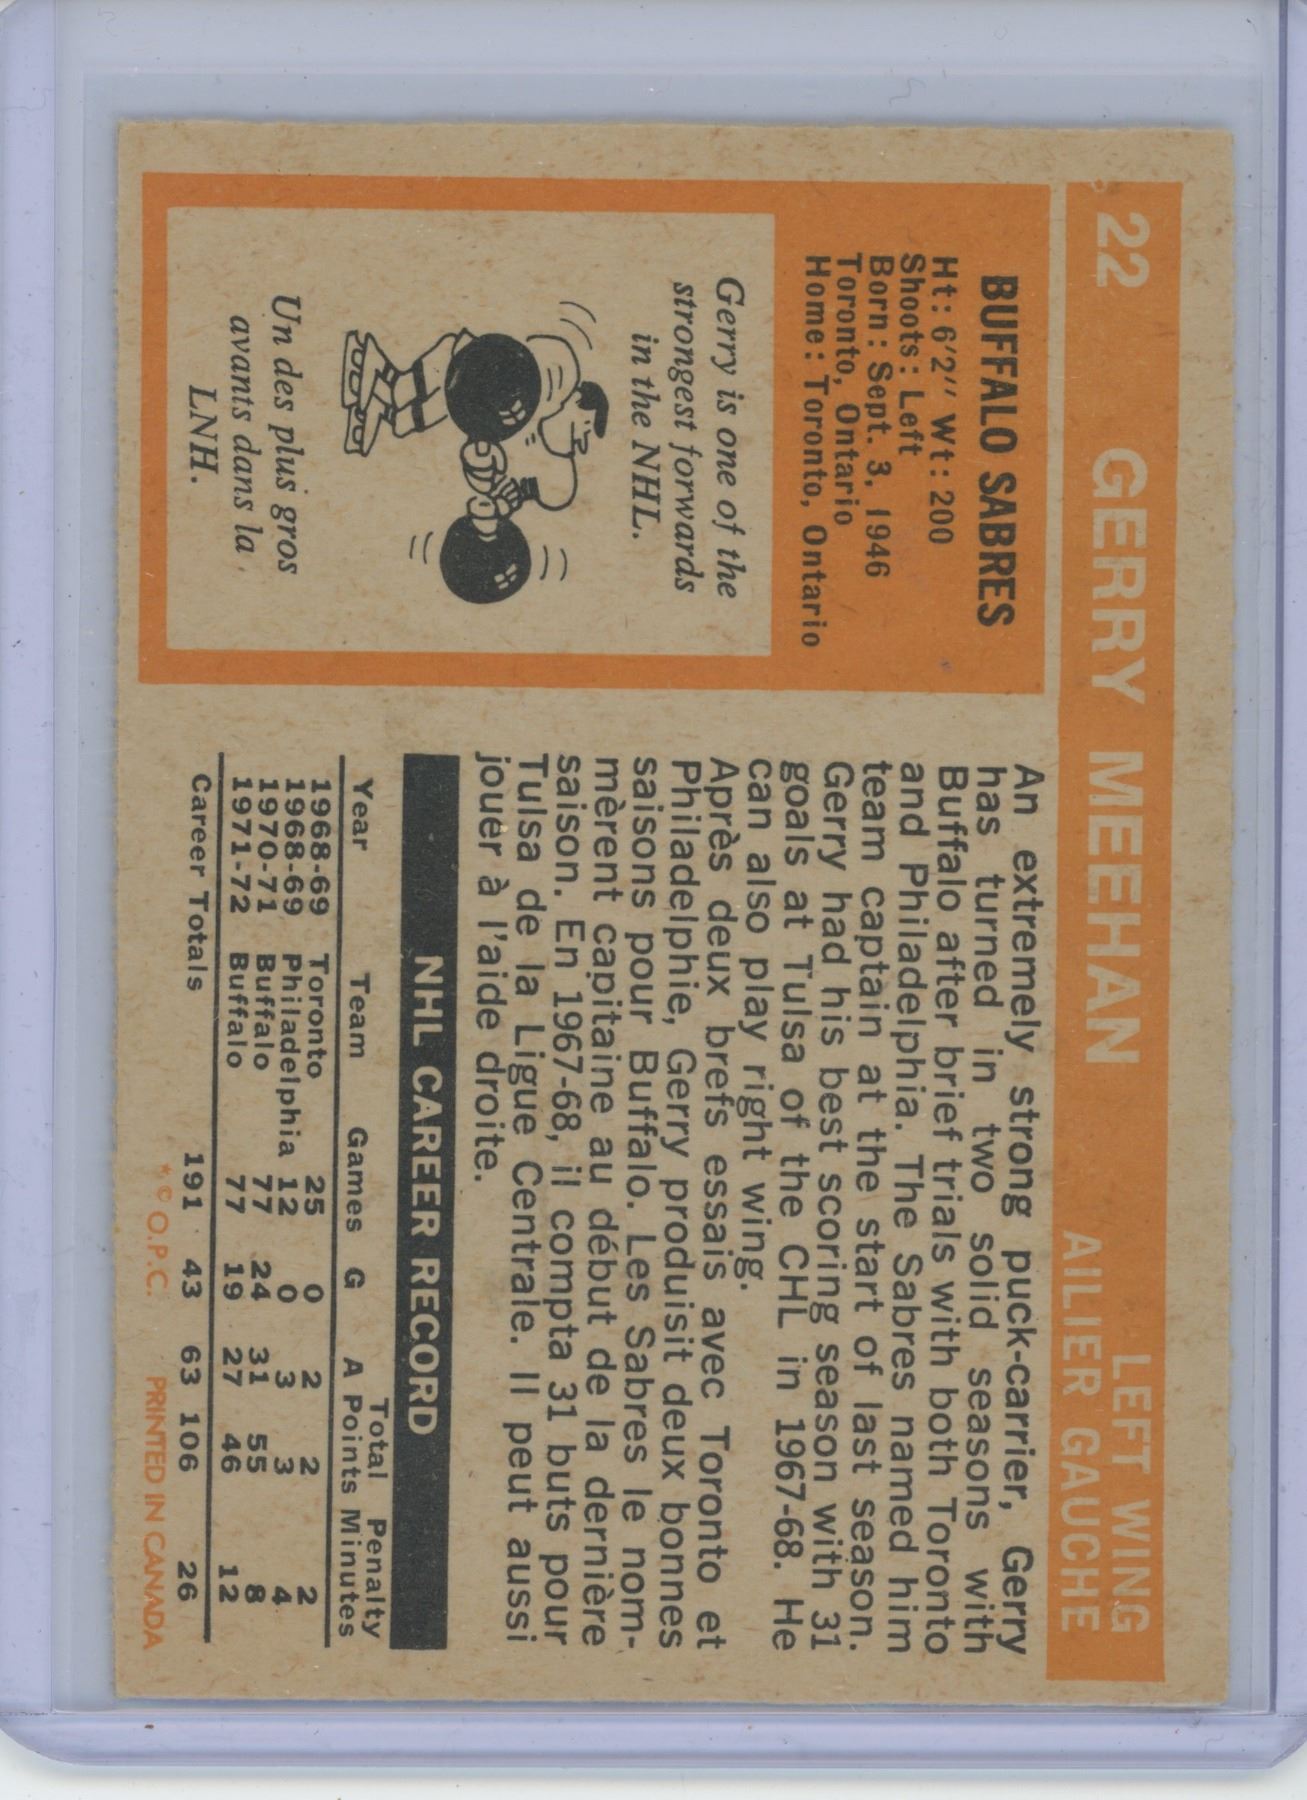 22 GERRY MEEHAN LEFT WING
AILIER GAUCHE
BUFFALO SABRES
Ht: 6'2" Wt: 200
Shoots: Left
Born: Sept. 3, 1946
Toronto, Ontario
Home: Toronto, Ontario
Gerry is one of the
strongest forwards
in the NHL.
Un des plus gros
avants dans la
LNH.
An extremely strong puck-carrier, Gerry
has turned in two solid seasons with
Buffalo after brief trials with both Toronto
and Philadelphia. The Sabres named him
team captain at the start of last season.
Gerry had his best scoring season with 31
goals at Tulsa of the CHL in 1967-68. He
can also play right wing.
Après deux brefs essais avec Toronto et
Philadelphie, Gerry produisit deux bonnes
saisons pour Buffalo. Les Sabres le nom-
mèrent capitaine au début de la dernière
saison. En 1967-68, il compta 31 buts pour
Tulsa de la Ligue Centrale. Il peut aussi
jouer à l'aide droite.
NHL CAREER RECORD
Total Penalty
Year Team Games G A Points Minutes
1968-69 Toronto 25 0 2 2 2
1968-69 Philadelphia 12 0 3 3 4
1970-71 Buffalo 77 24 31 55 8
1971-72 Buffalo 77 19 27 46 12
Career Totals 191 43 63 106 26
* © O.P.C. PRINTED IN CANADA